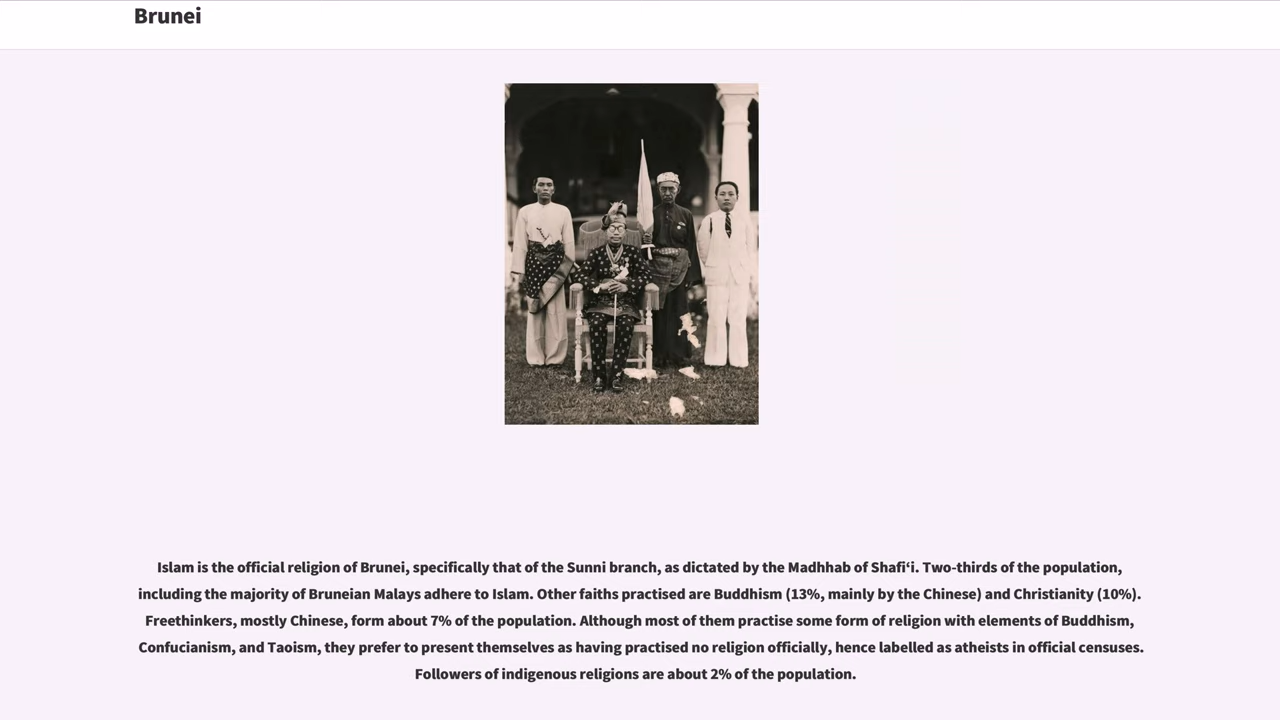 Brunei
Islam is the official religion of Brunei, specifically that of the Sunni branch, as dictated by the Madhhab of Shafi‘i. Two-thirds of the population,
including the majority of Bruneian Malays adhere to Islam. Other faiths practised are Buddhism (13%, mainly by the Chinese) and Christianity (10%).
Freethinkers, mostly Chinese, form about 7% of the population. Although most of them practise some form of religion with elements of Buddhism,
Confucianism, and Taoism, they prefer to present themselves as having practised no religion officially, hence labelled as atheists in official censuses.
Followers of indigenous religions are about 2% of the population.